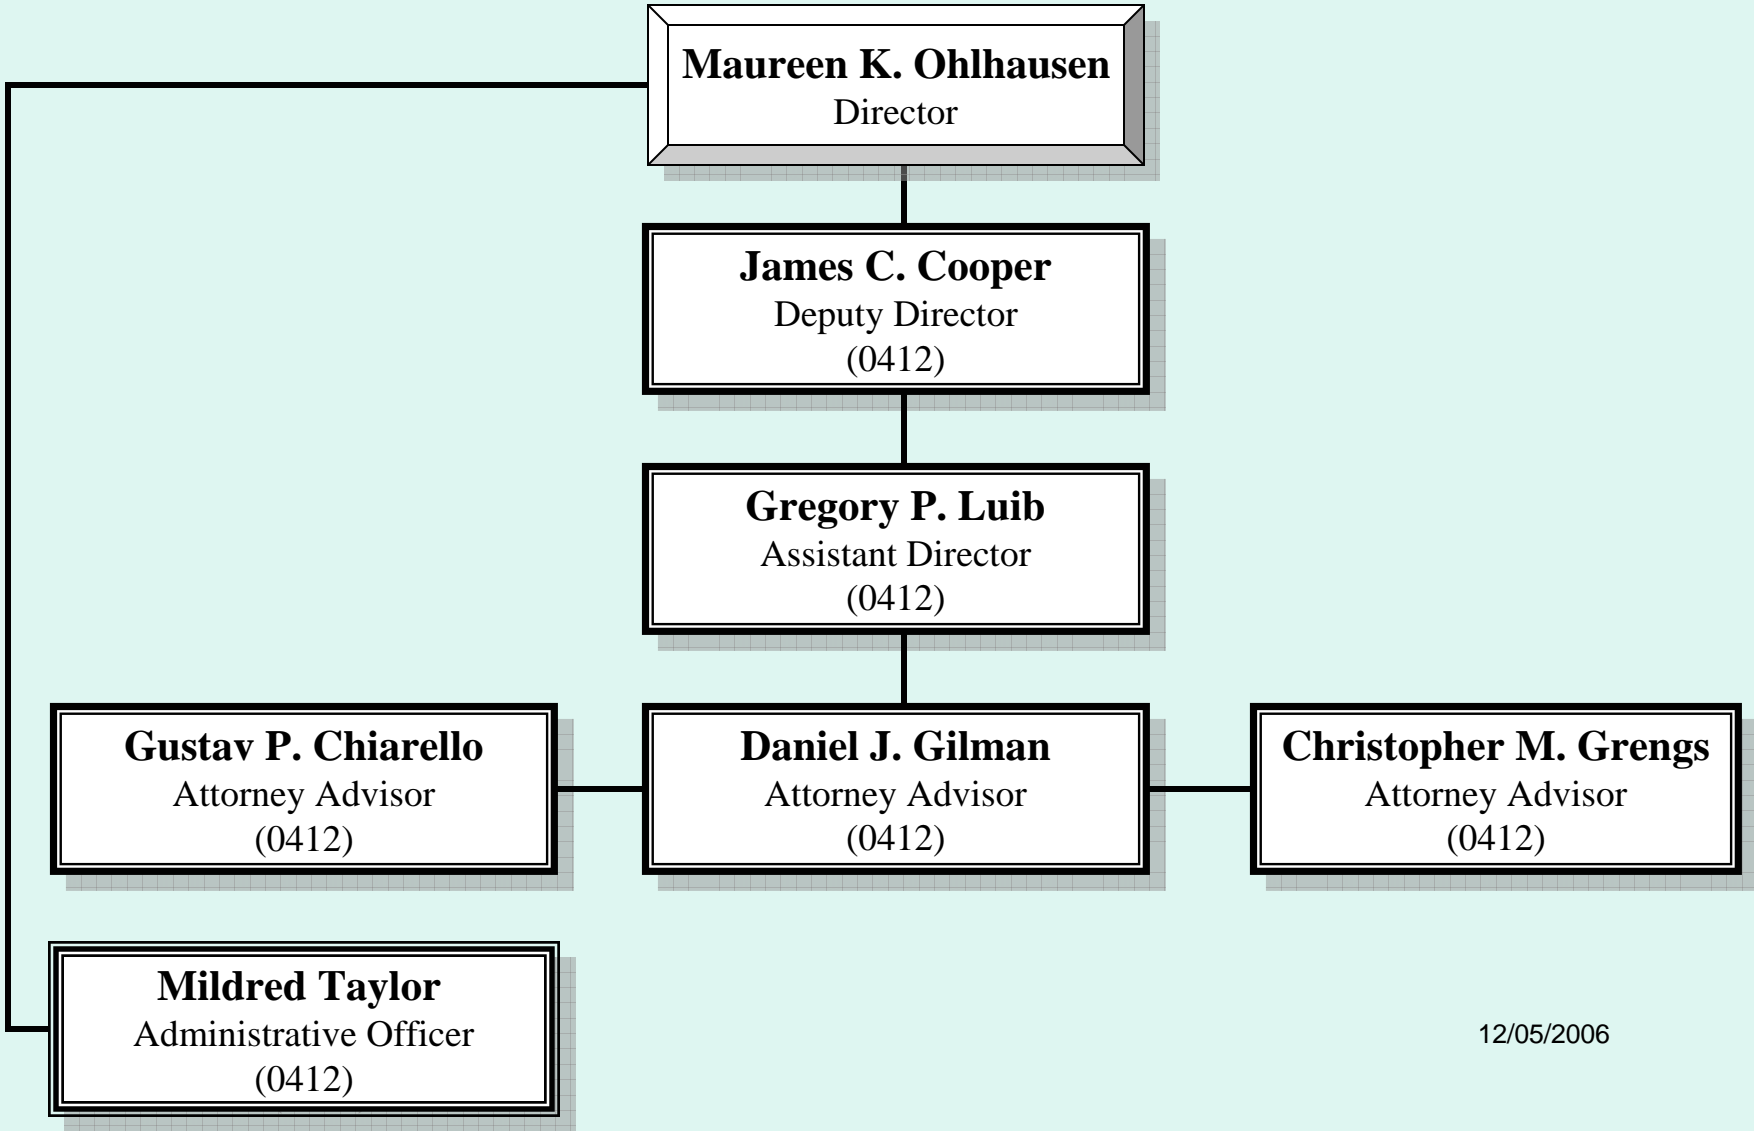 Maureen K. Ohlhausen
Director
James C. Cooper
Deputy Director
(0412)
Gregory P. Luib
Assistant Director
(0412)
Gustav P. Chiarello
Attorney Advisor
(0412)
Daniel J. Gilman
Attorney Advisor
(0412)
Christopher M. Grengs
Attorney Advisor
(0412)
Mildred Taylor
Administrative Officer
(0412)
12/05/2006